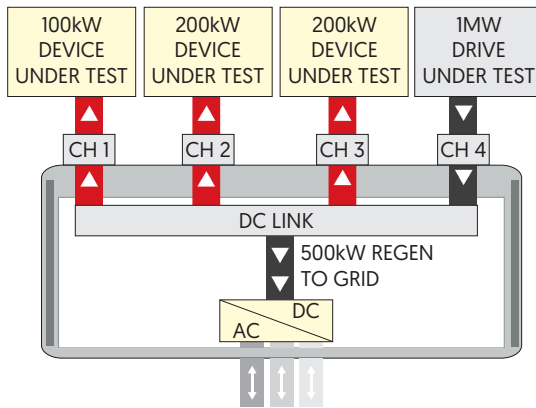 100kW
DEVICE
UNDER TEST
200kW
DEVICE
UNDER TEST
200kW
DEVICE
UNDER TEST
1MW
DRIVE
UNDER TEST
CH 1
CH 2
CH 3
CH 4
DC LINK
500kW REGEN
TO GRID
DC
AC